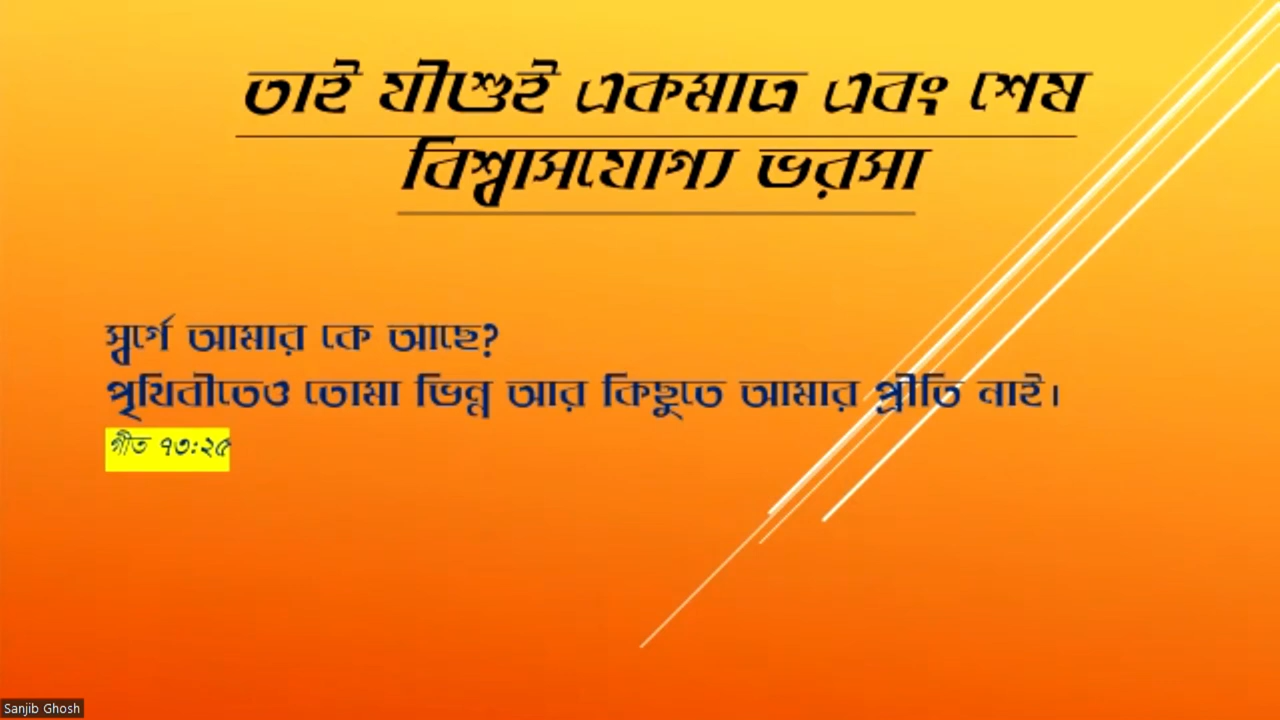 তাই যীশুই একমাত্র এবং শেষ
বিশ্বাসযোগ্য ভরসা
স্বর্গে আমার কে আছে?
পৃথিবীতেও তোমা ভিন্ন আর কিছুতে আমার প্রীতি নাই।
গীত ৭৩:২৫
Sanjib Ghosh